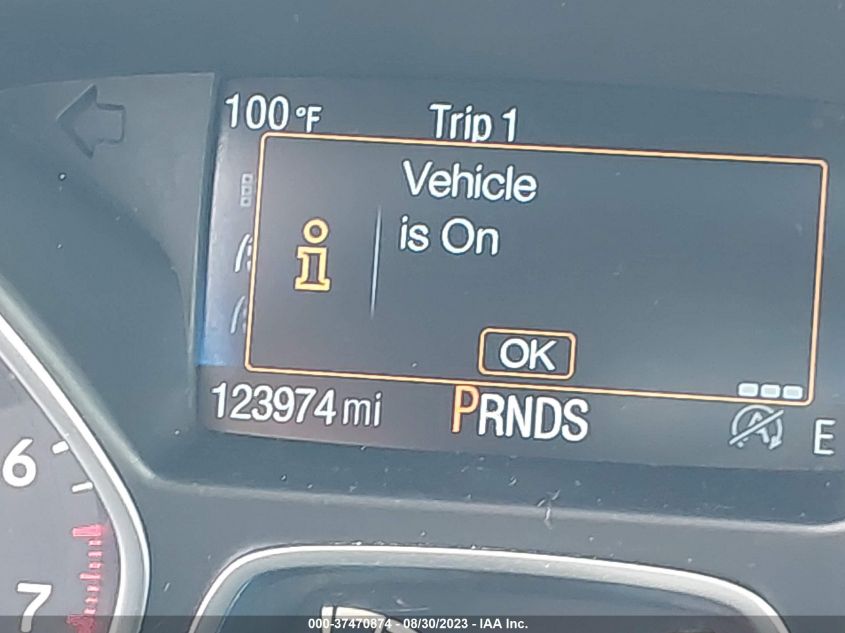 100 °F Trip 1
Vehicle
is On
i
OK
123974 mi PRNDS
A
E
6
7
000-37470874 - 08/30/2023 - IAA Inc.